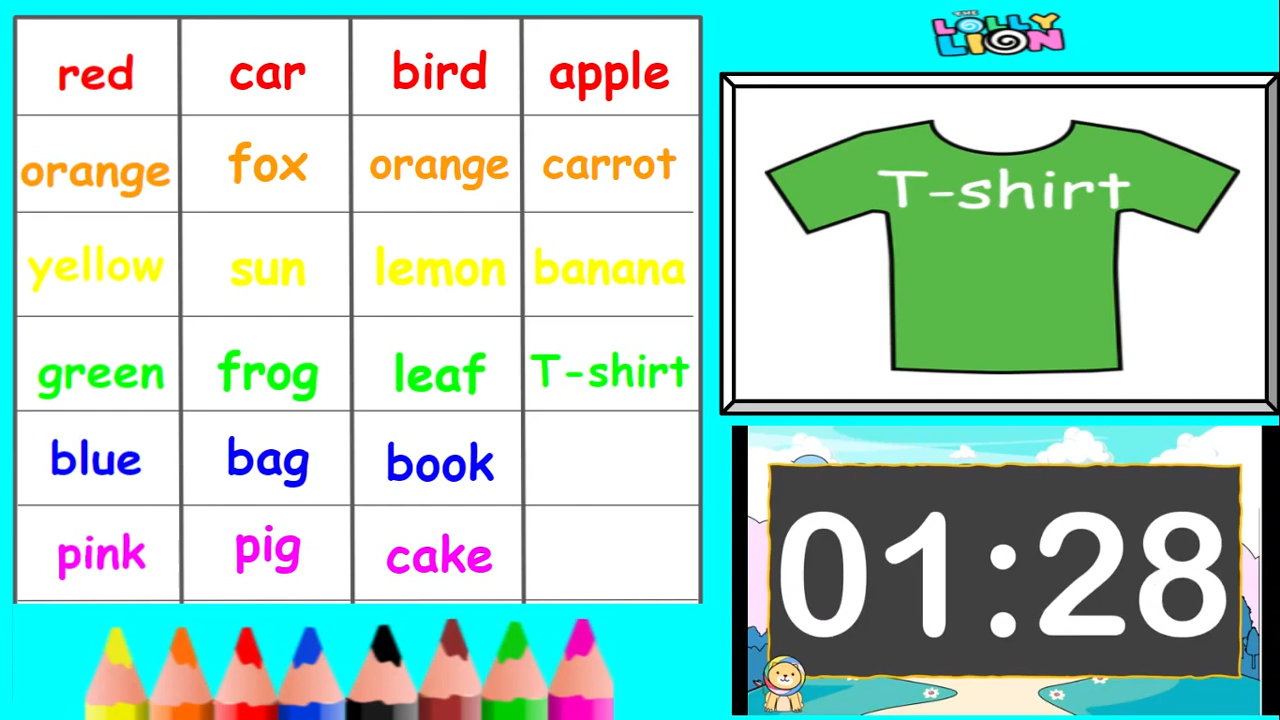 red car bird apple
orange fox orange carrot
yellow sun lemon banana
green frog leaf T-shirt
blue bag book
pink pig cake
THE
LOLLY
LION
T-shirt
01:28